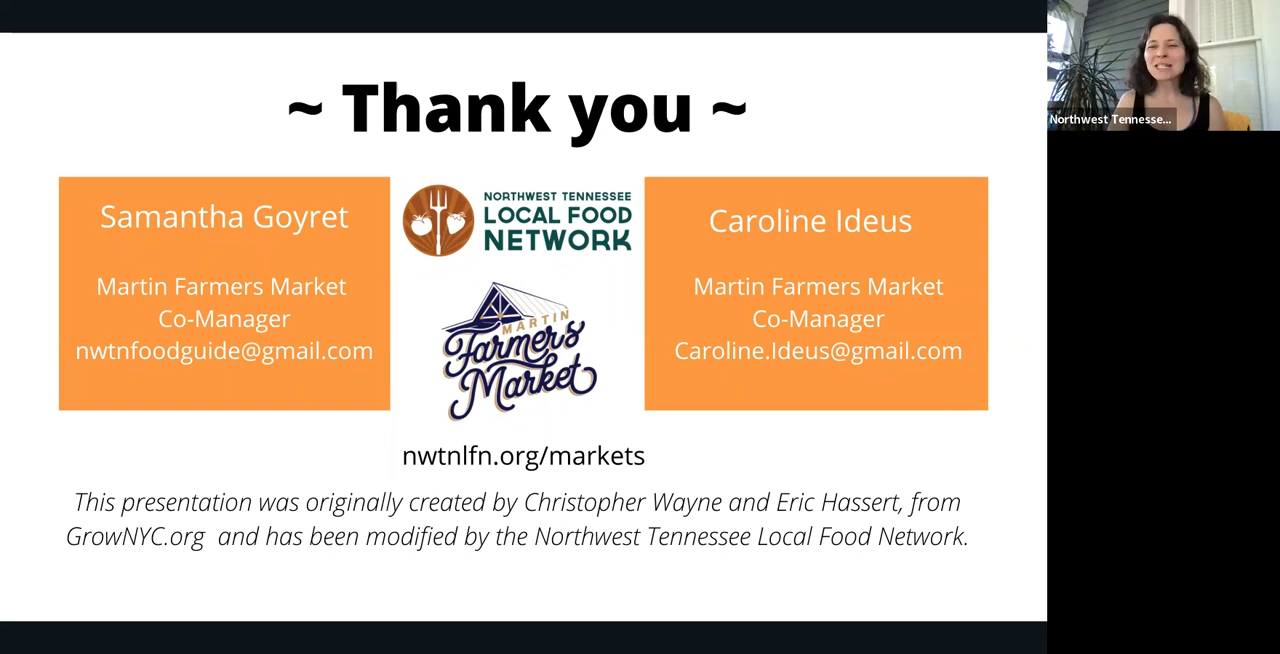 ~ Thank you ~
Samantha Goyret
Martin Farmers Market
Co-Manager
nwtnfoodguide@gmail.com
NORTHWEST TENNESSEE
LOCAL FOOD
NETWORK
MARTIN
Farmers
Market
Caroline Ideus
Martin Farmers Market
Co-Manager
Caroline.Ideus@gmail.com
nwtnlfn.org/markets
This presentation was originally created by Christopher Wayne and Eric Hassert, from
GrowNYC.org and has been modified by the Northwest Tennessee Local Food Network.
Northwest Tennesse...